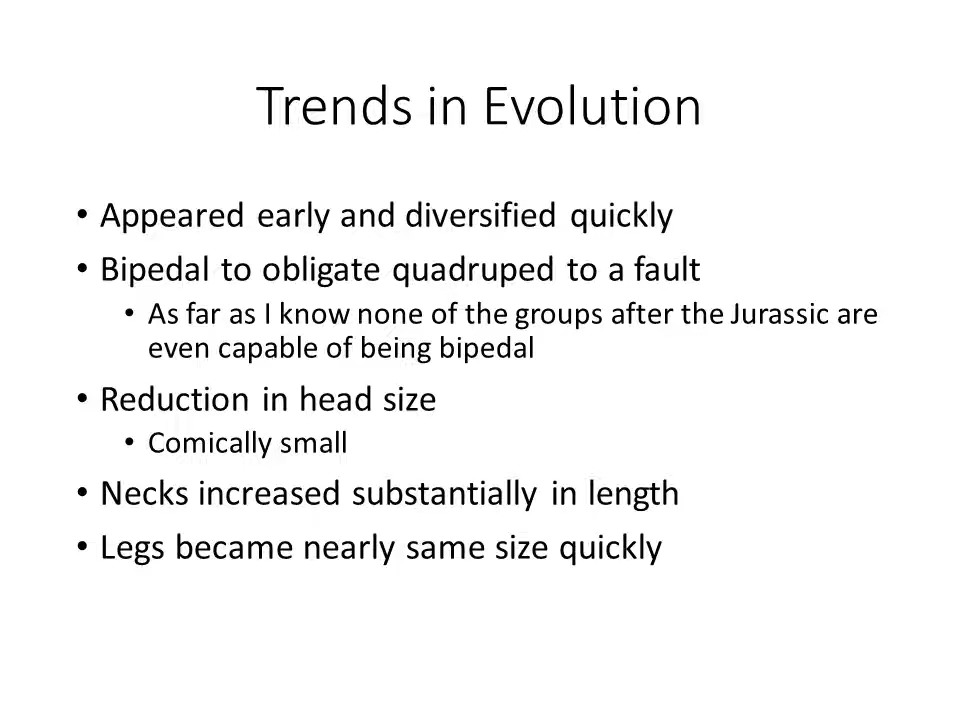 Trends in Evolution
• Appeared early and diversified quickly
• Bipedal to obligate quadruped to a fault
• As far as I know none of the groups after the Jurassic are
even capable of being bipedal
• Reduction in head size
• Comically small
• Necks increased substantially in length
• Legs became nearly same size quickly